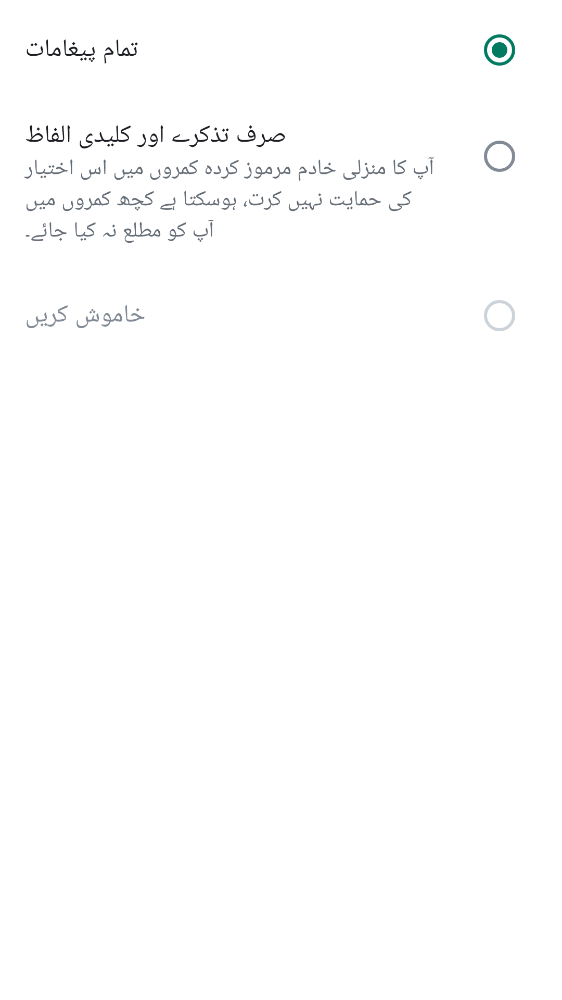 تمام پیغامات
صرف تذکرے اور کلیدی الفاظ
آپ کا منزلی خادم مرموز کردہ کمروں میں اس اختیار
کی حمایت نہیں کرت، ہوسکتا ہے کچھ کمروں میں
آپ کو مطلع نہ کیا جائے۔
خاموش کریں